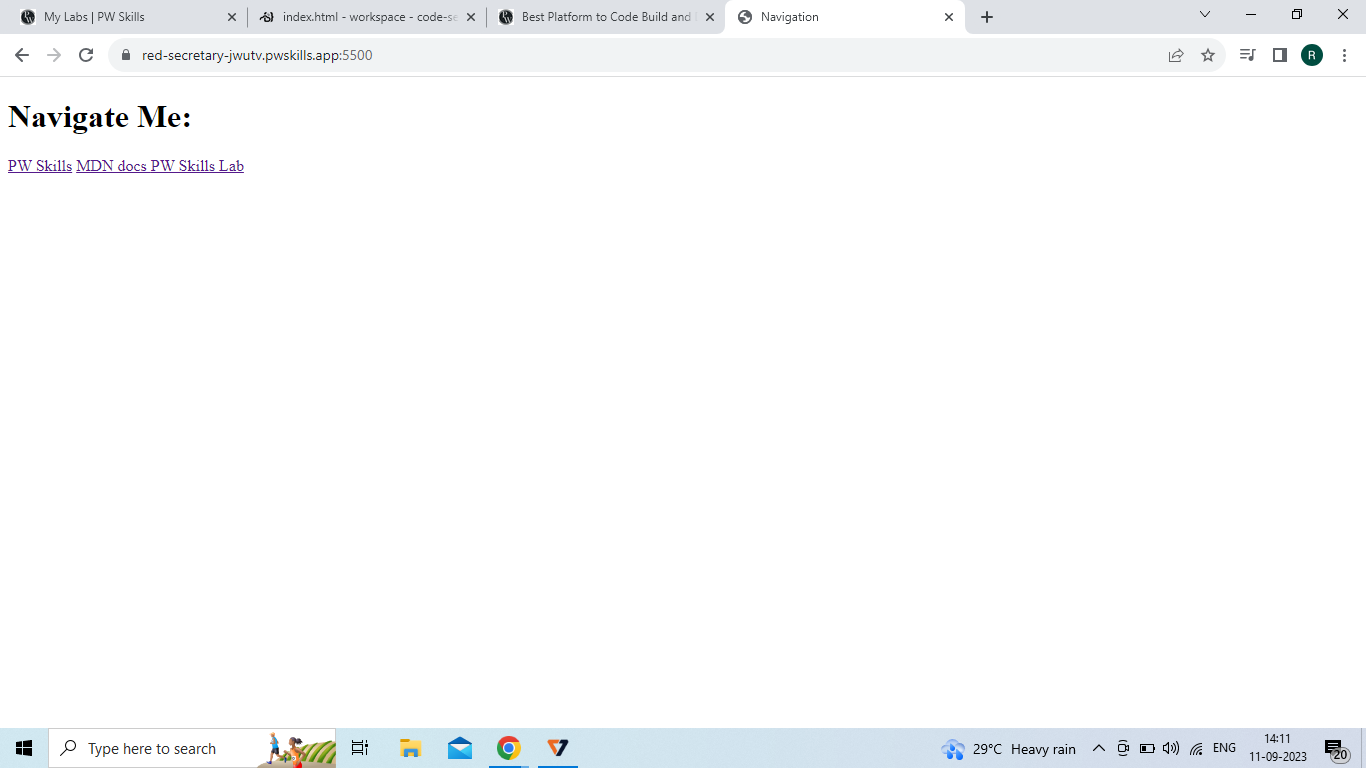 My Labs | PW Skills
index.html - workspace - code-se
Best Platform to Code Build and
Navigation
red-secretary-jwutv.pwskills.app:5500
R
Navigate Me:
PW Skills MDN docs PW Skills Lab
Type here to search
29°C Heavy rain
ENG
14:11
11-09-2023
20